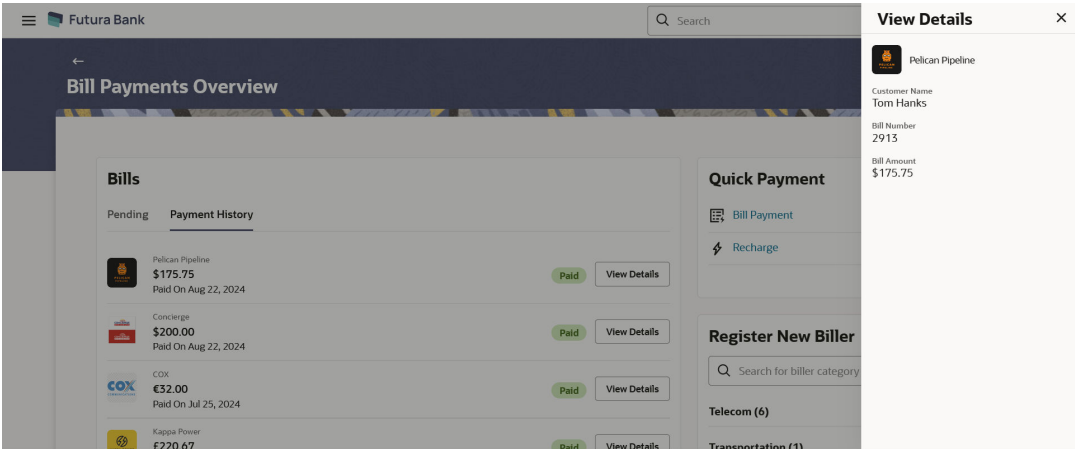 Futura Bank
Search
Bill Payments Overview
Bills
Pending Payment History
Pelican Pipeline
$175.75
Paid On Aug 22, 2024
Paid View Details
Concierge
$200.00
Paid On Aug 22, 2024
Paid View Details
COX
COX
€32.00
Paid On Jul 25, 2024
Paid View Details
Kappa Power
£220.67
Paid View Details
Quick Payment
Bill Payment
Recharge
Register New Biller
Search for biller category
Telecom (6)
Transportation (1)
View Details
PELICAN
Pelican Pipeline
Customer Name
Tom Hanks
Bill Number
2913
Bill Amount
$175.75